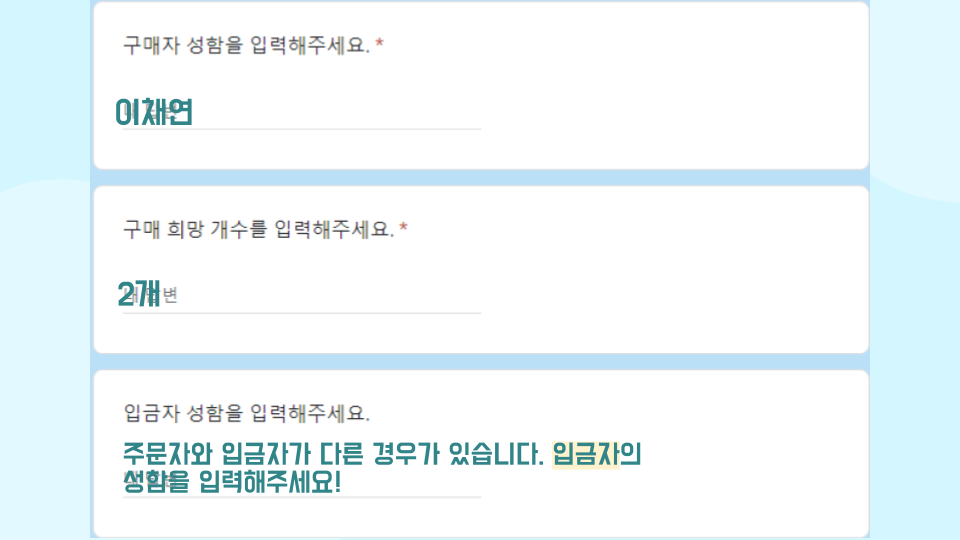 구매자 성함을 입력해주세요. *
이채연
구매 희망 개수를 입력해주세요. *
2개
입금자 성함을 입력해주세요.
주문자와 입금자가 다른 경우가 있습니다. 입금자의
성함을 입력해주세요!